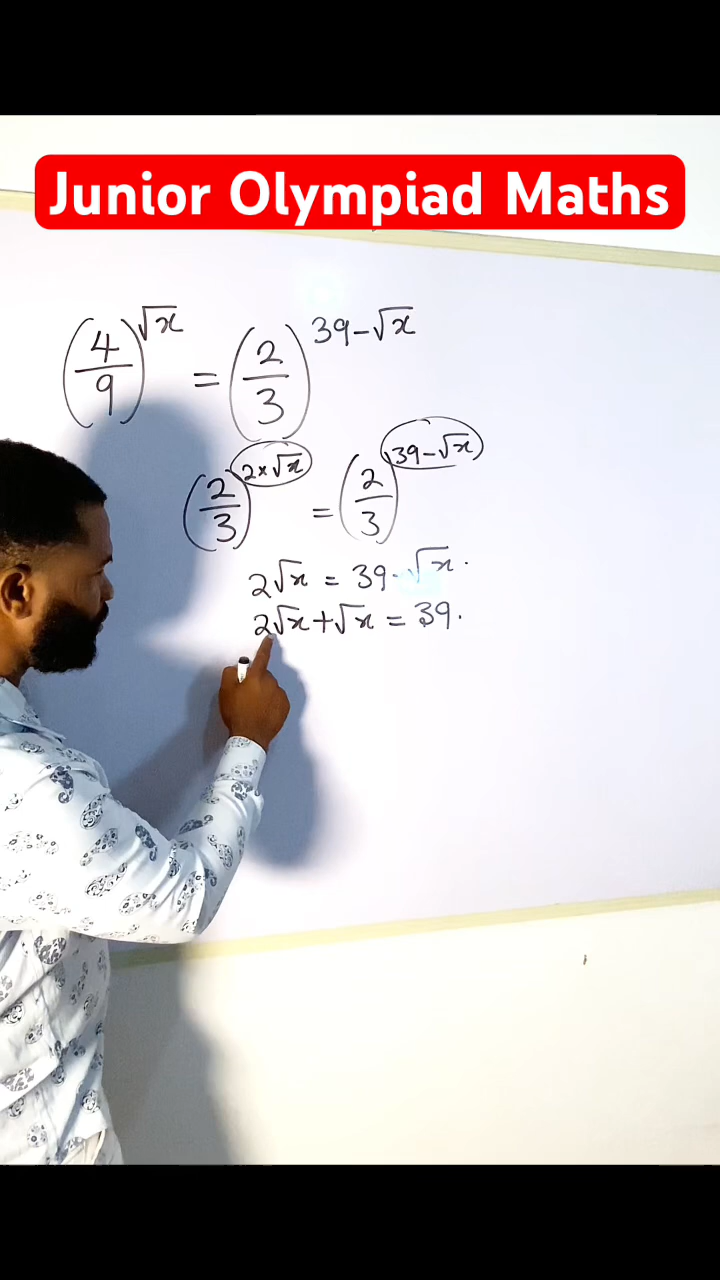 Junior Olympiad Maths
(4/9)^√x = (2/3)^39-√x
(2/3)^2×√x = (2/3)^39-√x
2√x = 39-√x.
2√x+√x = 39.